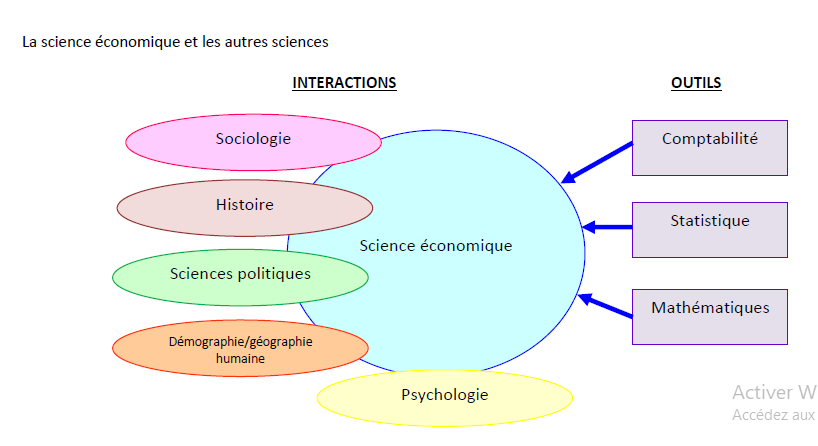 La science économique et les autres sciences
INTERACTIONS
OUTILS
Sociologie
Histoire
Sciences politiques
Démographie/géographie
humaine
Psychologie
Science économique
Comptabilité
Statistique
Mathématiques
Activer W
Accédez aux